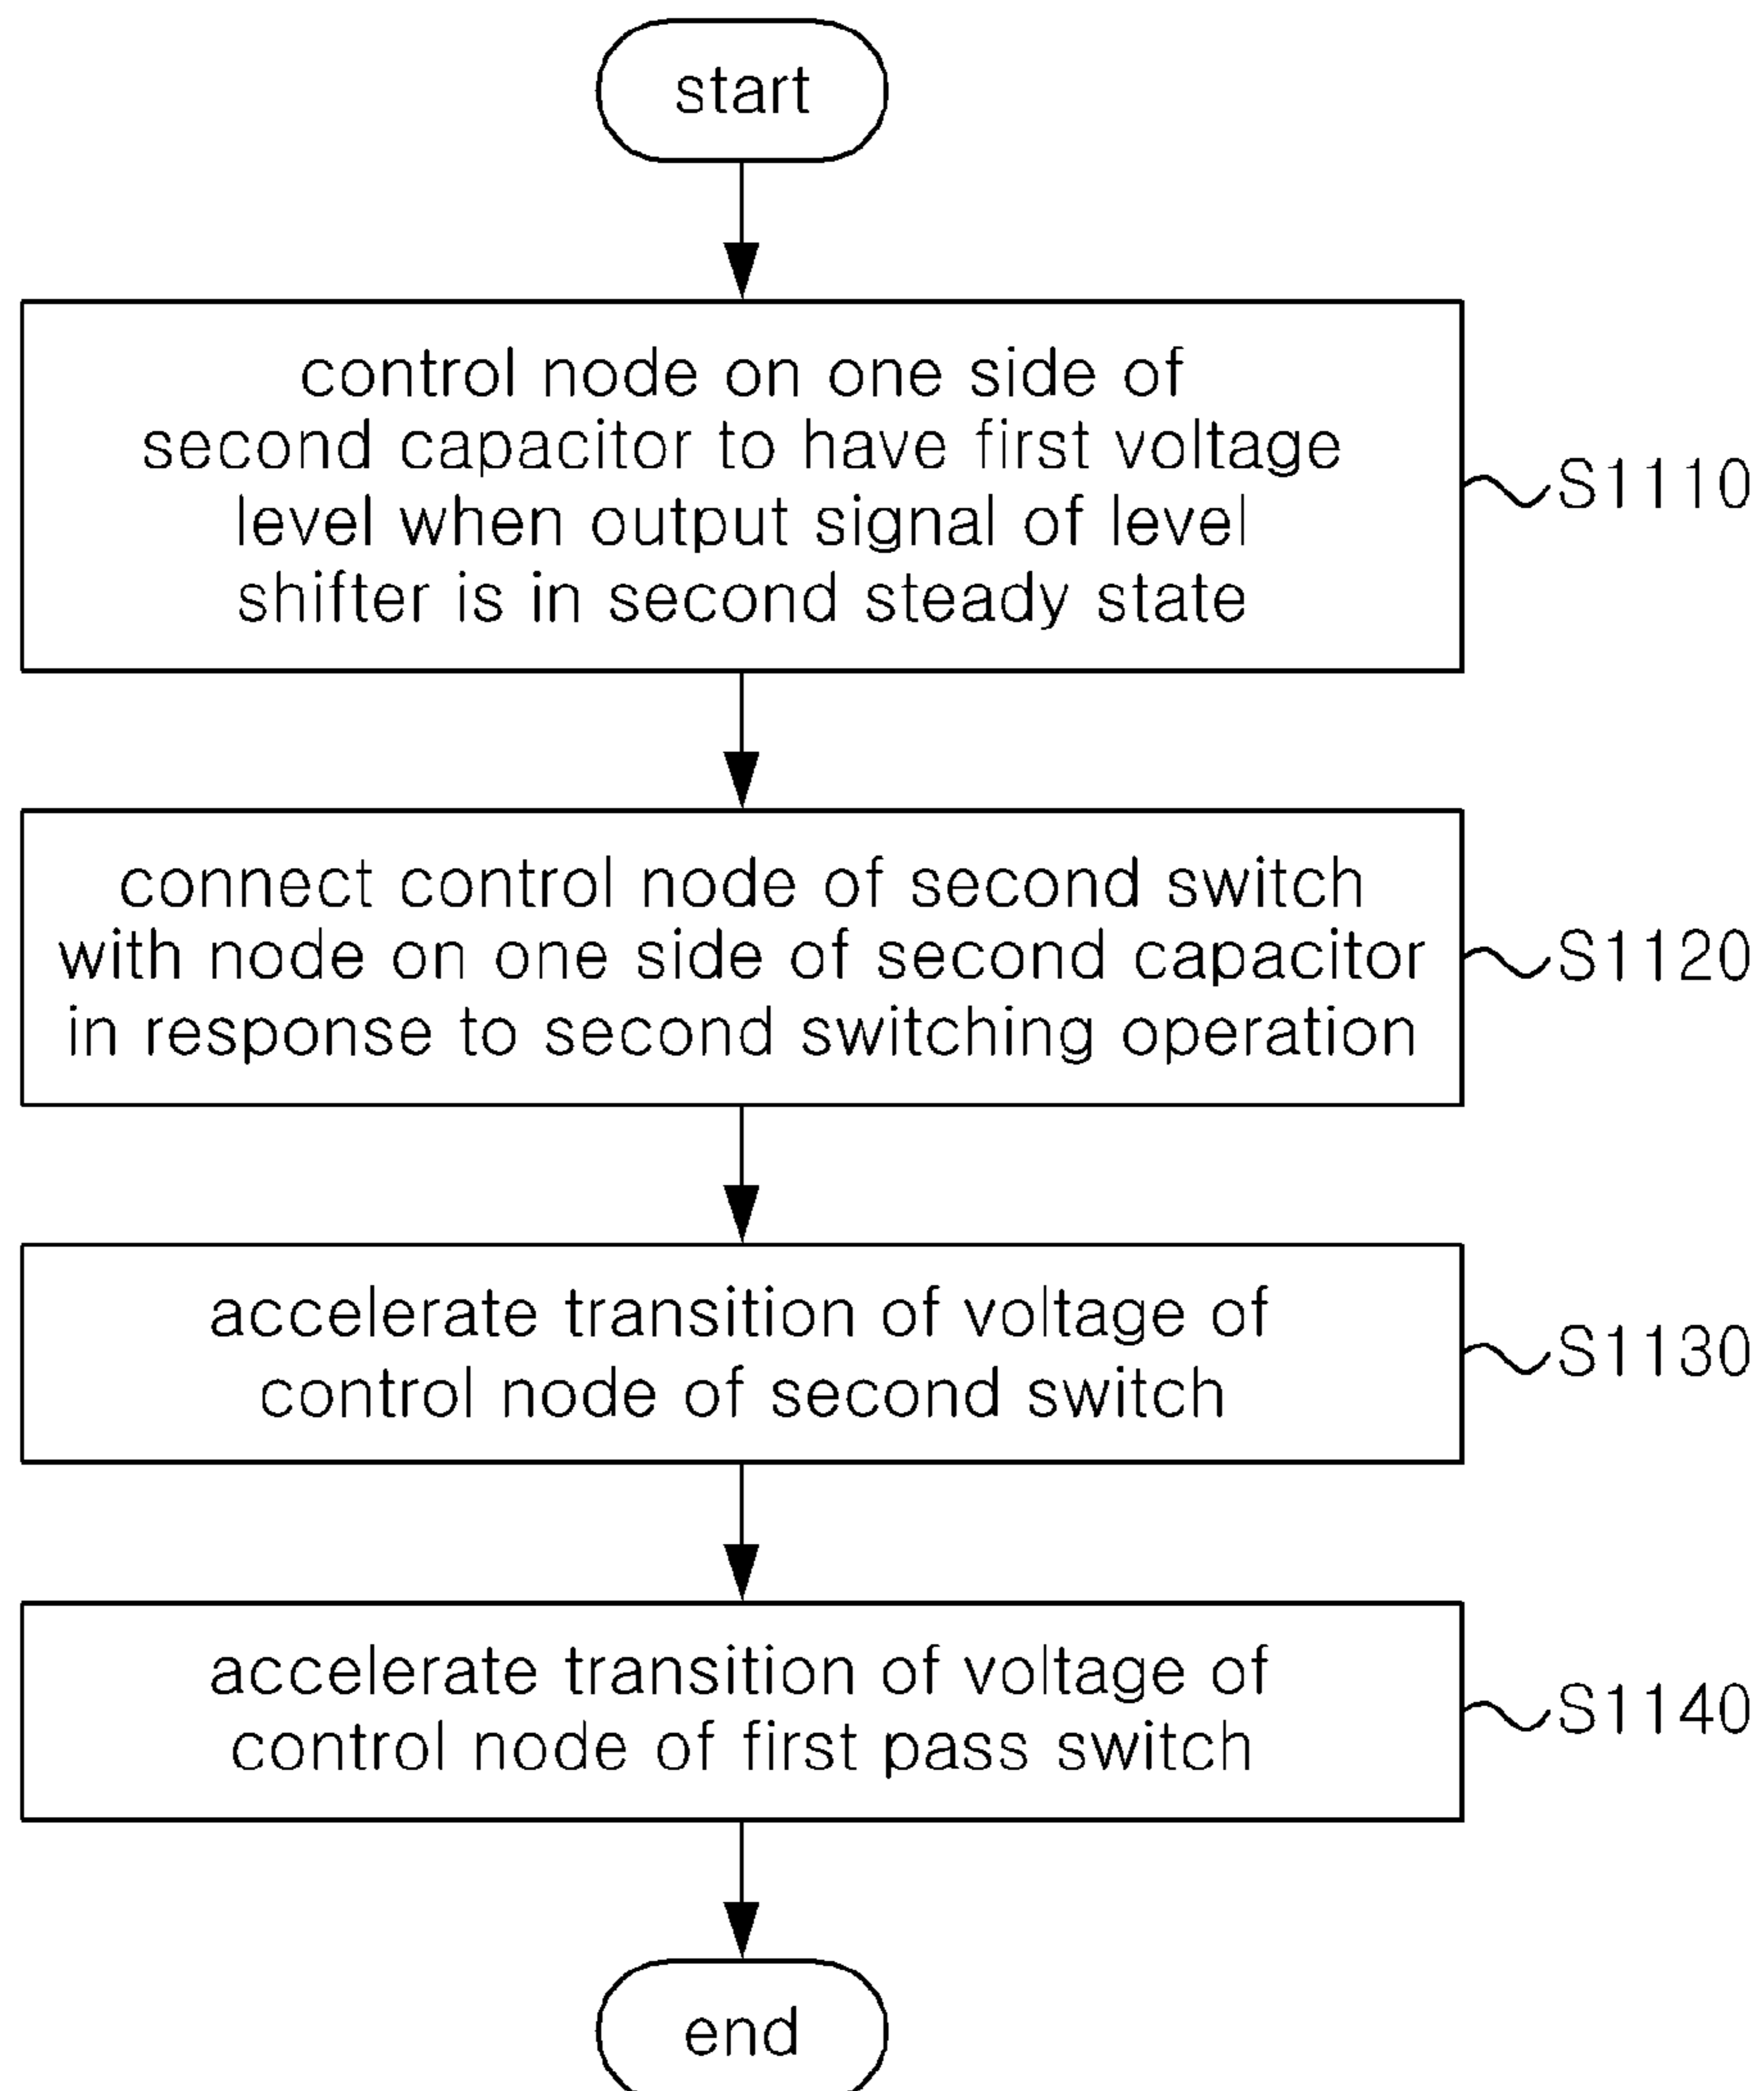 start
control node on one side of
second capacitor to have first voltage
level when output signal of level
shifter is in second steady state
S1110
connect control node of second switch
with node on one side of second capacitor
in response to second switching operation
S1120
accelerate transition of voltage of
control node of second switch
S1130
accelerate transition of voltage of
control node of first pass switch
S1140
end